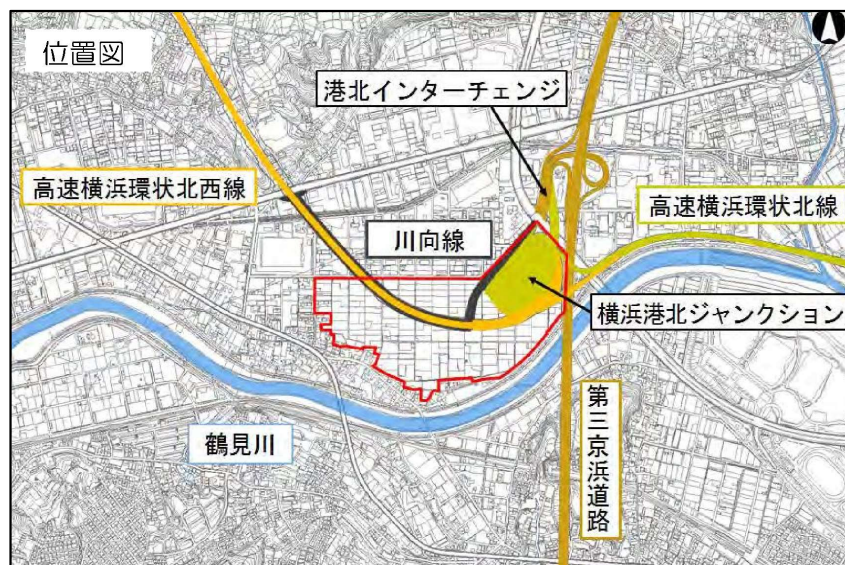 位置図
港北インターチェンジ
高速横浜環状北西線
高速横浜環状北線
川向線
横浜港北ジャンクション
第三京浜道路
鶴見川